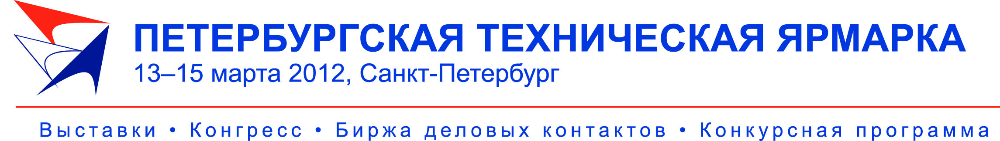 ПЕТЕРБУРГСКАЯ ТЕХНИЧЕСКАЯ ЯРМАРКА
13–15 марта 2012, Санкт-Петербург
Выставки • Конгресс • Биржа деловых контактов • Конкурсная программа